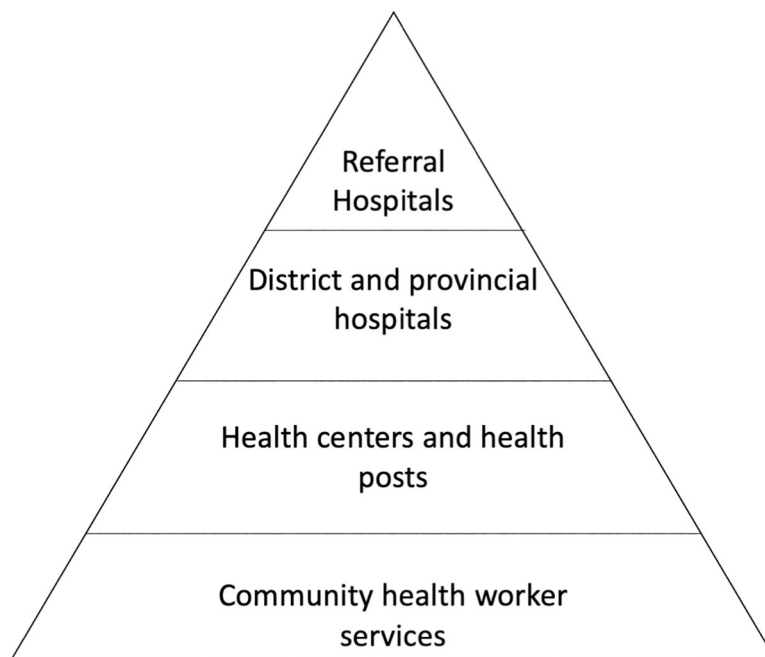 Referral
Hospitals
District and provincial
hospitals
Health centers and health
posts
Community health worker
services